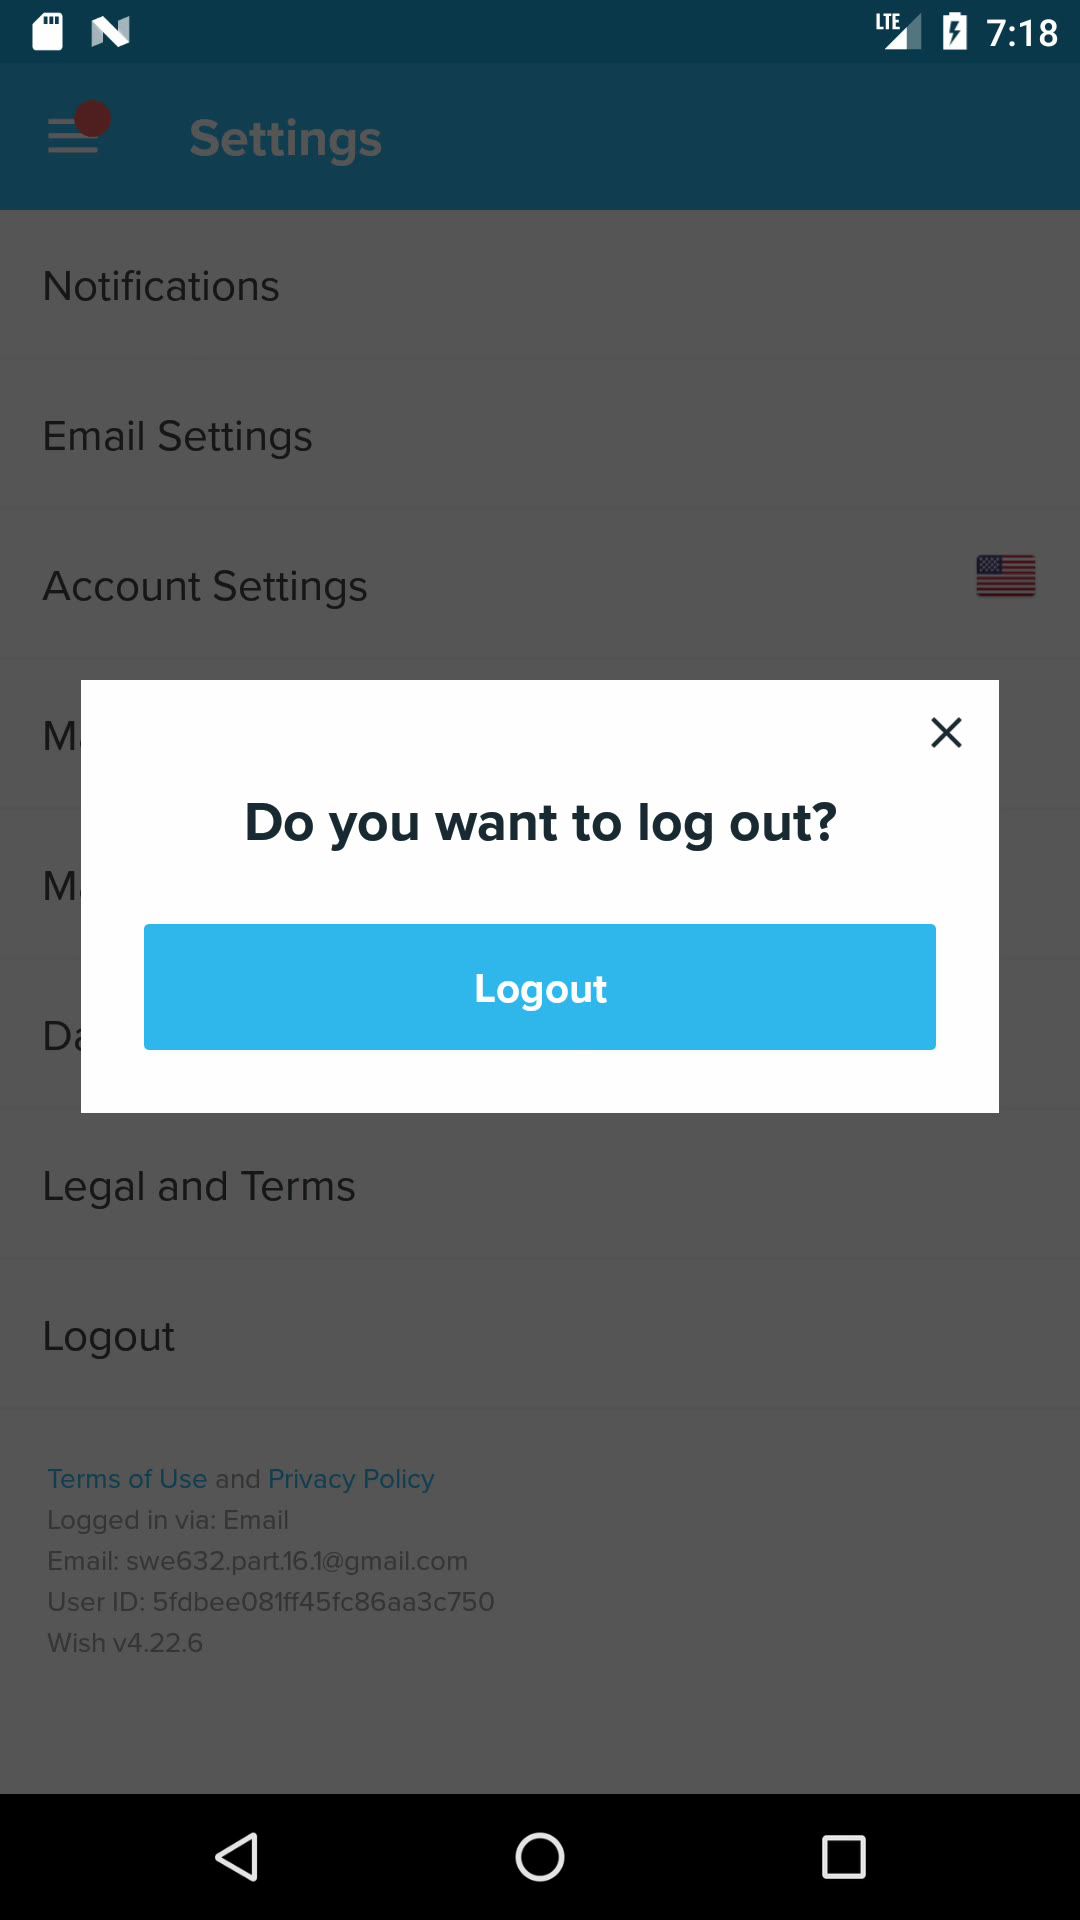 LTE 7:18
Settings
Notifications
Email Settings
Account Settings
Do you want to log out?
Logout
Legal and Terms
Logout
Terms of Use and Privacy Policy
Logged in via: Email
Email: swe632.part.16.1@gmail.com
User ID: 5fdbee081ff45fc86aa3c750
Wish v4.22.6